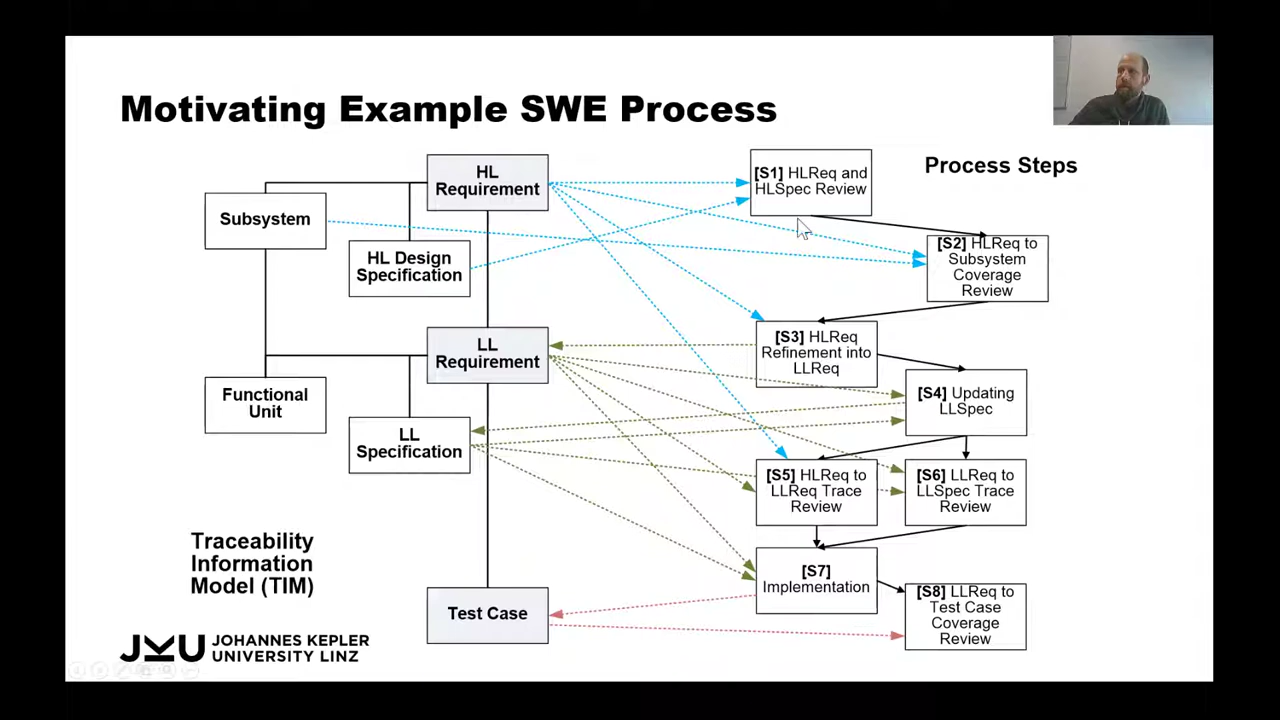 Motivating Example SWE Process
HL
Requirement
Subsystem
HL Design
Specification
LL
Requirement
Functional
Unit
LL
Specification
Test Case
Traceability
Information
Model (TIM)
Process Steps
[S1] HLReq and
HLSpec Review
[S2] HLReq to
Subsystem
Coverage
Review
[S3] HLReq
Refinement into
LLReq
[S4] Updating
LLSpec
[S5] HLReq to
LLReq Trace
Review
[S6] LLReq to
LLSpec Trace
Review
[S7]
Implementation
[S8] LLReq to
Test Case
Coverage
Review
JKU
JOHANNES KEPLER
UNIVERSITY LINZ